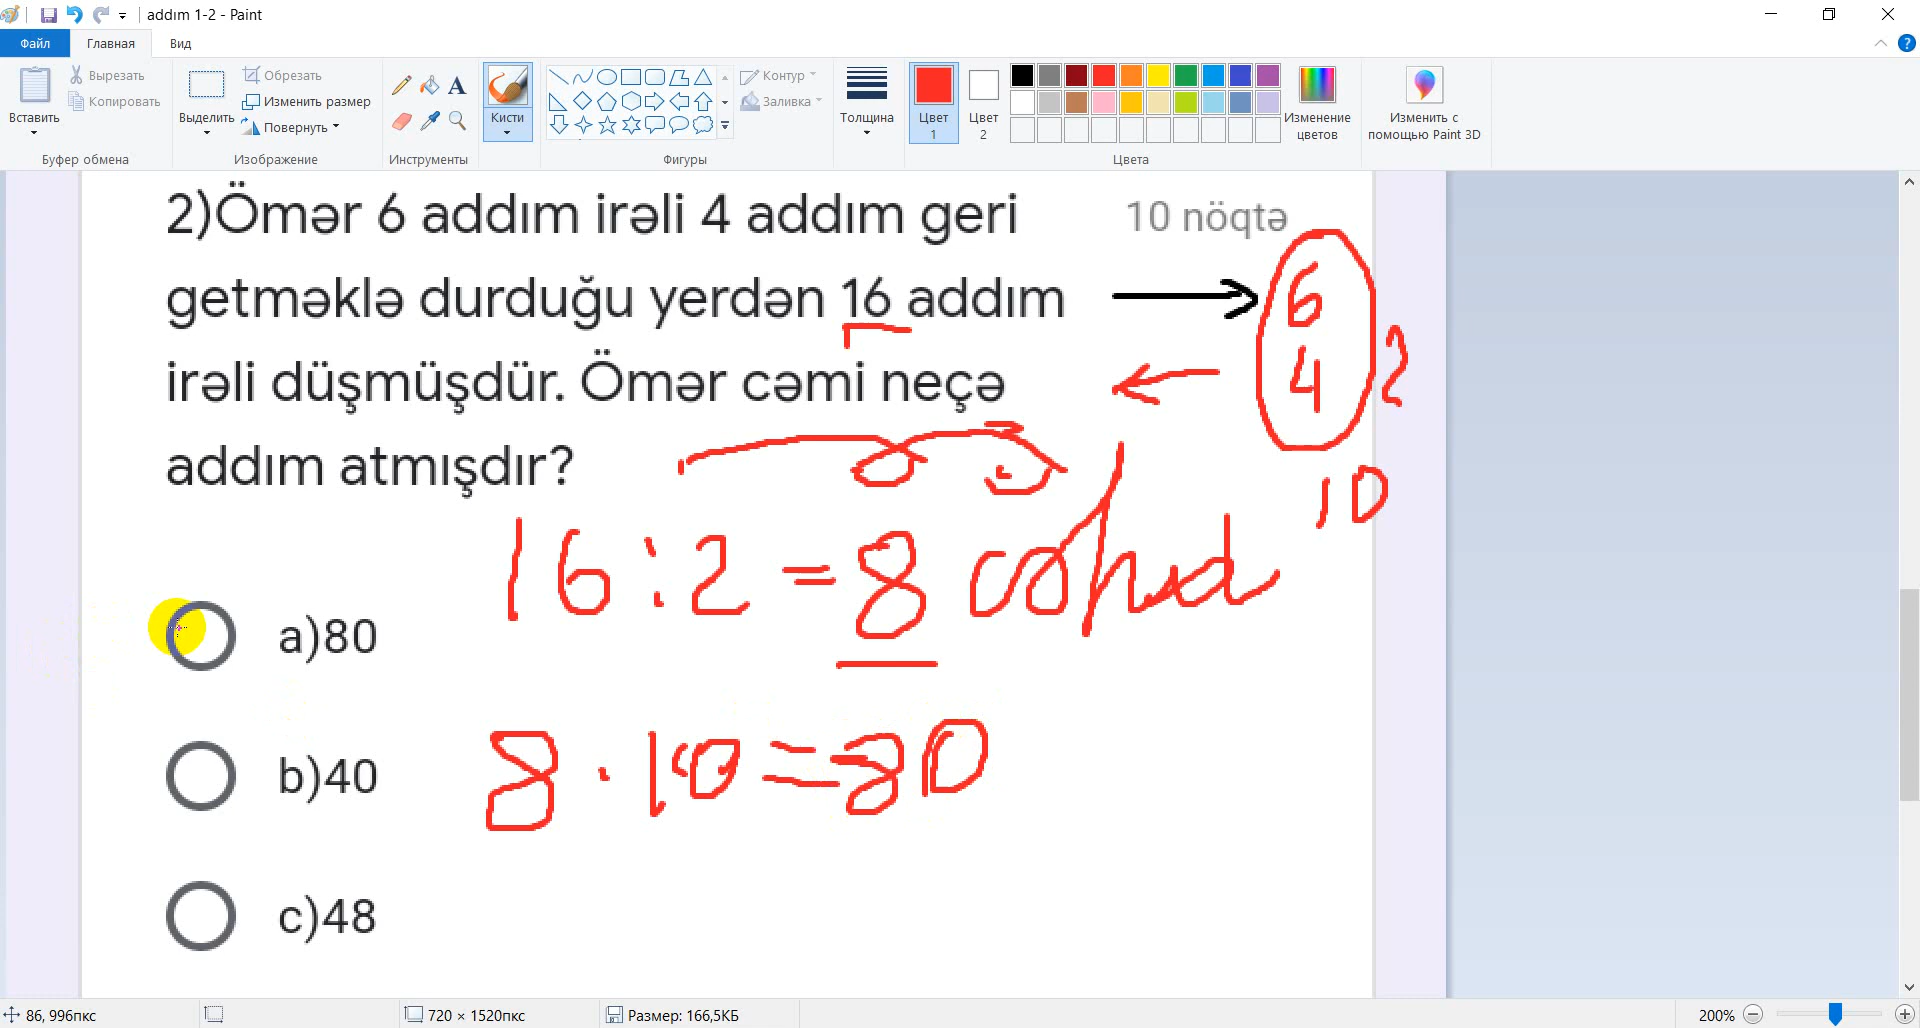 addım 1-2 - Paint
Файл Главная Вид
Вставить
Вырезать
Копировать
Буфер обмена
Выделить
Обрезать
Изменить размер
Повернуть
Изображение
A
Инструменты
Кисти
Контур
Заливка
Фигуры
Толщина
Цвет
1
Цвет
2
Изменение
цветов
Цвета
Изменить с
помощью Paint 3D
2)Ömər 6 addım irəli 4 addım geri
10 nöqtə
getməklə durduğu yerdən 16 addım
irəli düşmüşdür. Ömər cəmi neçə
addım atmışdır?
6
4
2
10
16 : 2 = 8
a)80
8 · 10 = 80
b)40
c)48
86, 996пкс
720 × 1520пкс
Размер: 166,5КБ
200%